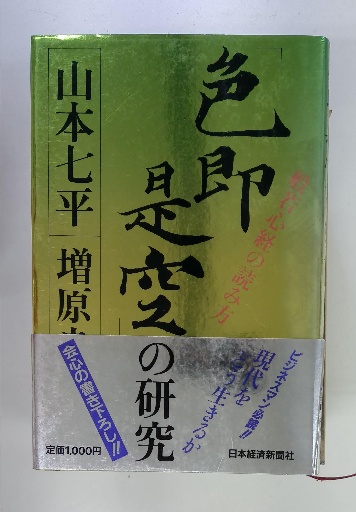 「色即
是空」の研究
般若心経の読み方
山本七平
増原
ビジネスマン必読!!
現代を
どう生きるか
会心の書き下ろし!!
定価1,000円
日本経済新聞社